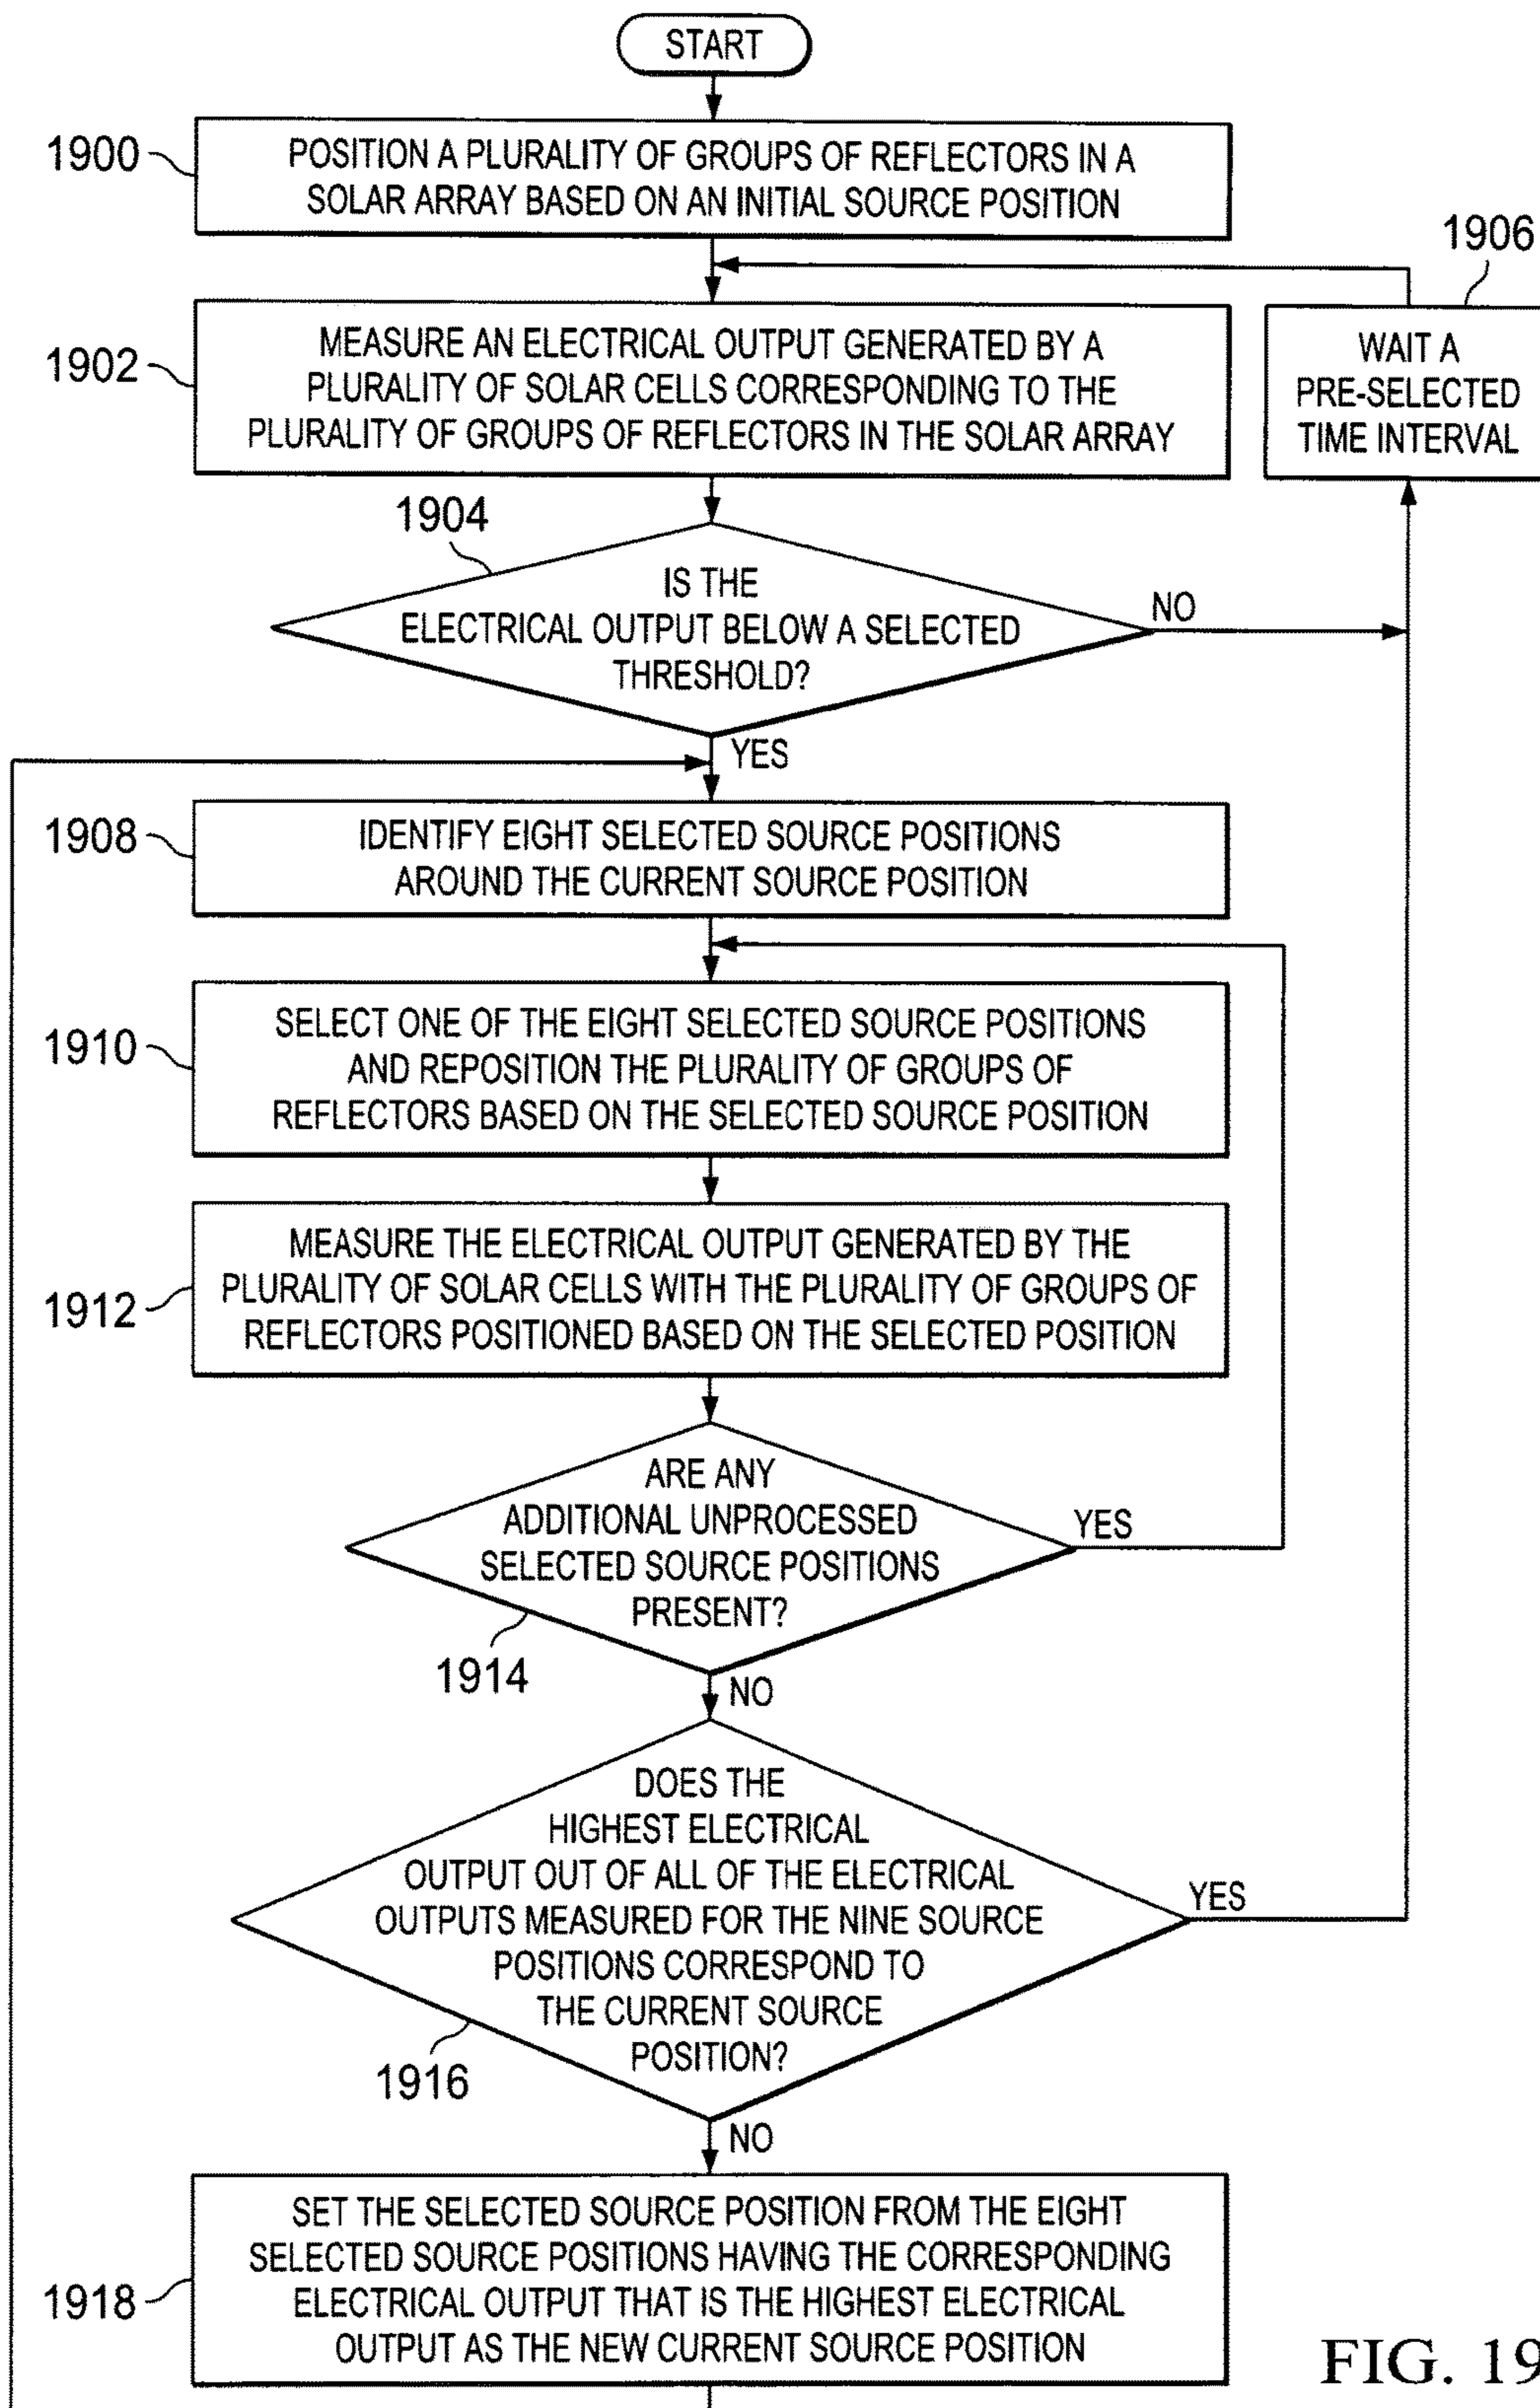 START
1900
POSITION A PLURALITY OF GROUPS OF REFLECTORS IN A
SOLAR ARRAY BASED ON AN INITIAL SOURCE POSITION
1906
WAIT A
PRE-SELECTED
TIME INTERVAL
1902
MEASURE AN ELECTRICAL OUTPUT GENERATED BY A
PLURALITY OF SOLAR CELLS CORRESPONDING TO THE
PLURALITY OF GROUPS OF REFLECTORS IN THE SOLAR ARRAY
1904
IS THE
ELECTRICAL OUTPUT BELOW A SELECTED
THRESHOLD?
NO
YES
1908
IDENTIFY EIGHT SELECTED SOURCE POSITIONS
AROUND THE CURRENT SOURCE POSITION
1910
SELECT ONE OF THE EIGHT SELECTED SOURCE POSITIONS
AND REPOSITION THE PLURALITY OF GROUPS OF
REFLECTORS BASED ON THE SELECTED SOURCE POSITION
1912
MEASURE THE ELECTRICAL OUTPUT GENERATED BY THE
PLURALITY OF SOLAR CELLS WITH THE PLURALITY OF GROUPS OF
REFLECTORS POSITIONED BASED ON THE SELECTED POSITION
ARE ANY
ADDITIONAL UNPROCESSED
SELECTED SOURCE POSITIONS
PRESENT?
YES
1914
NO
DOES THE
HIGHEST ELECTRICAL
OUTPUT OUT OF ALL OF THE ELECTRICAL
OUTPUTS MEASURED FOR THE NINE SOURCE
POSITIONS CORRESPOND TO
THE CURRENT SOURCE
POSITION?
YES
1916
NO
1918
SET THE SELECTED SOURCE POSITION FROM THE EIGHT
SELECTED SOURCE POSITIONS HAVING THE CORRESPONDING
ELECTRICAL OUTPUT THAT IS THE HIGHEST ELECTRICAL
OUTPUT AS THE NEW CURRENT SOURCE POSITION
FIG. 19